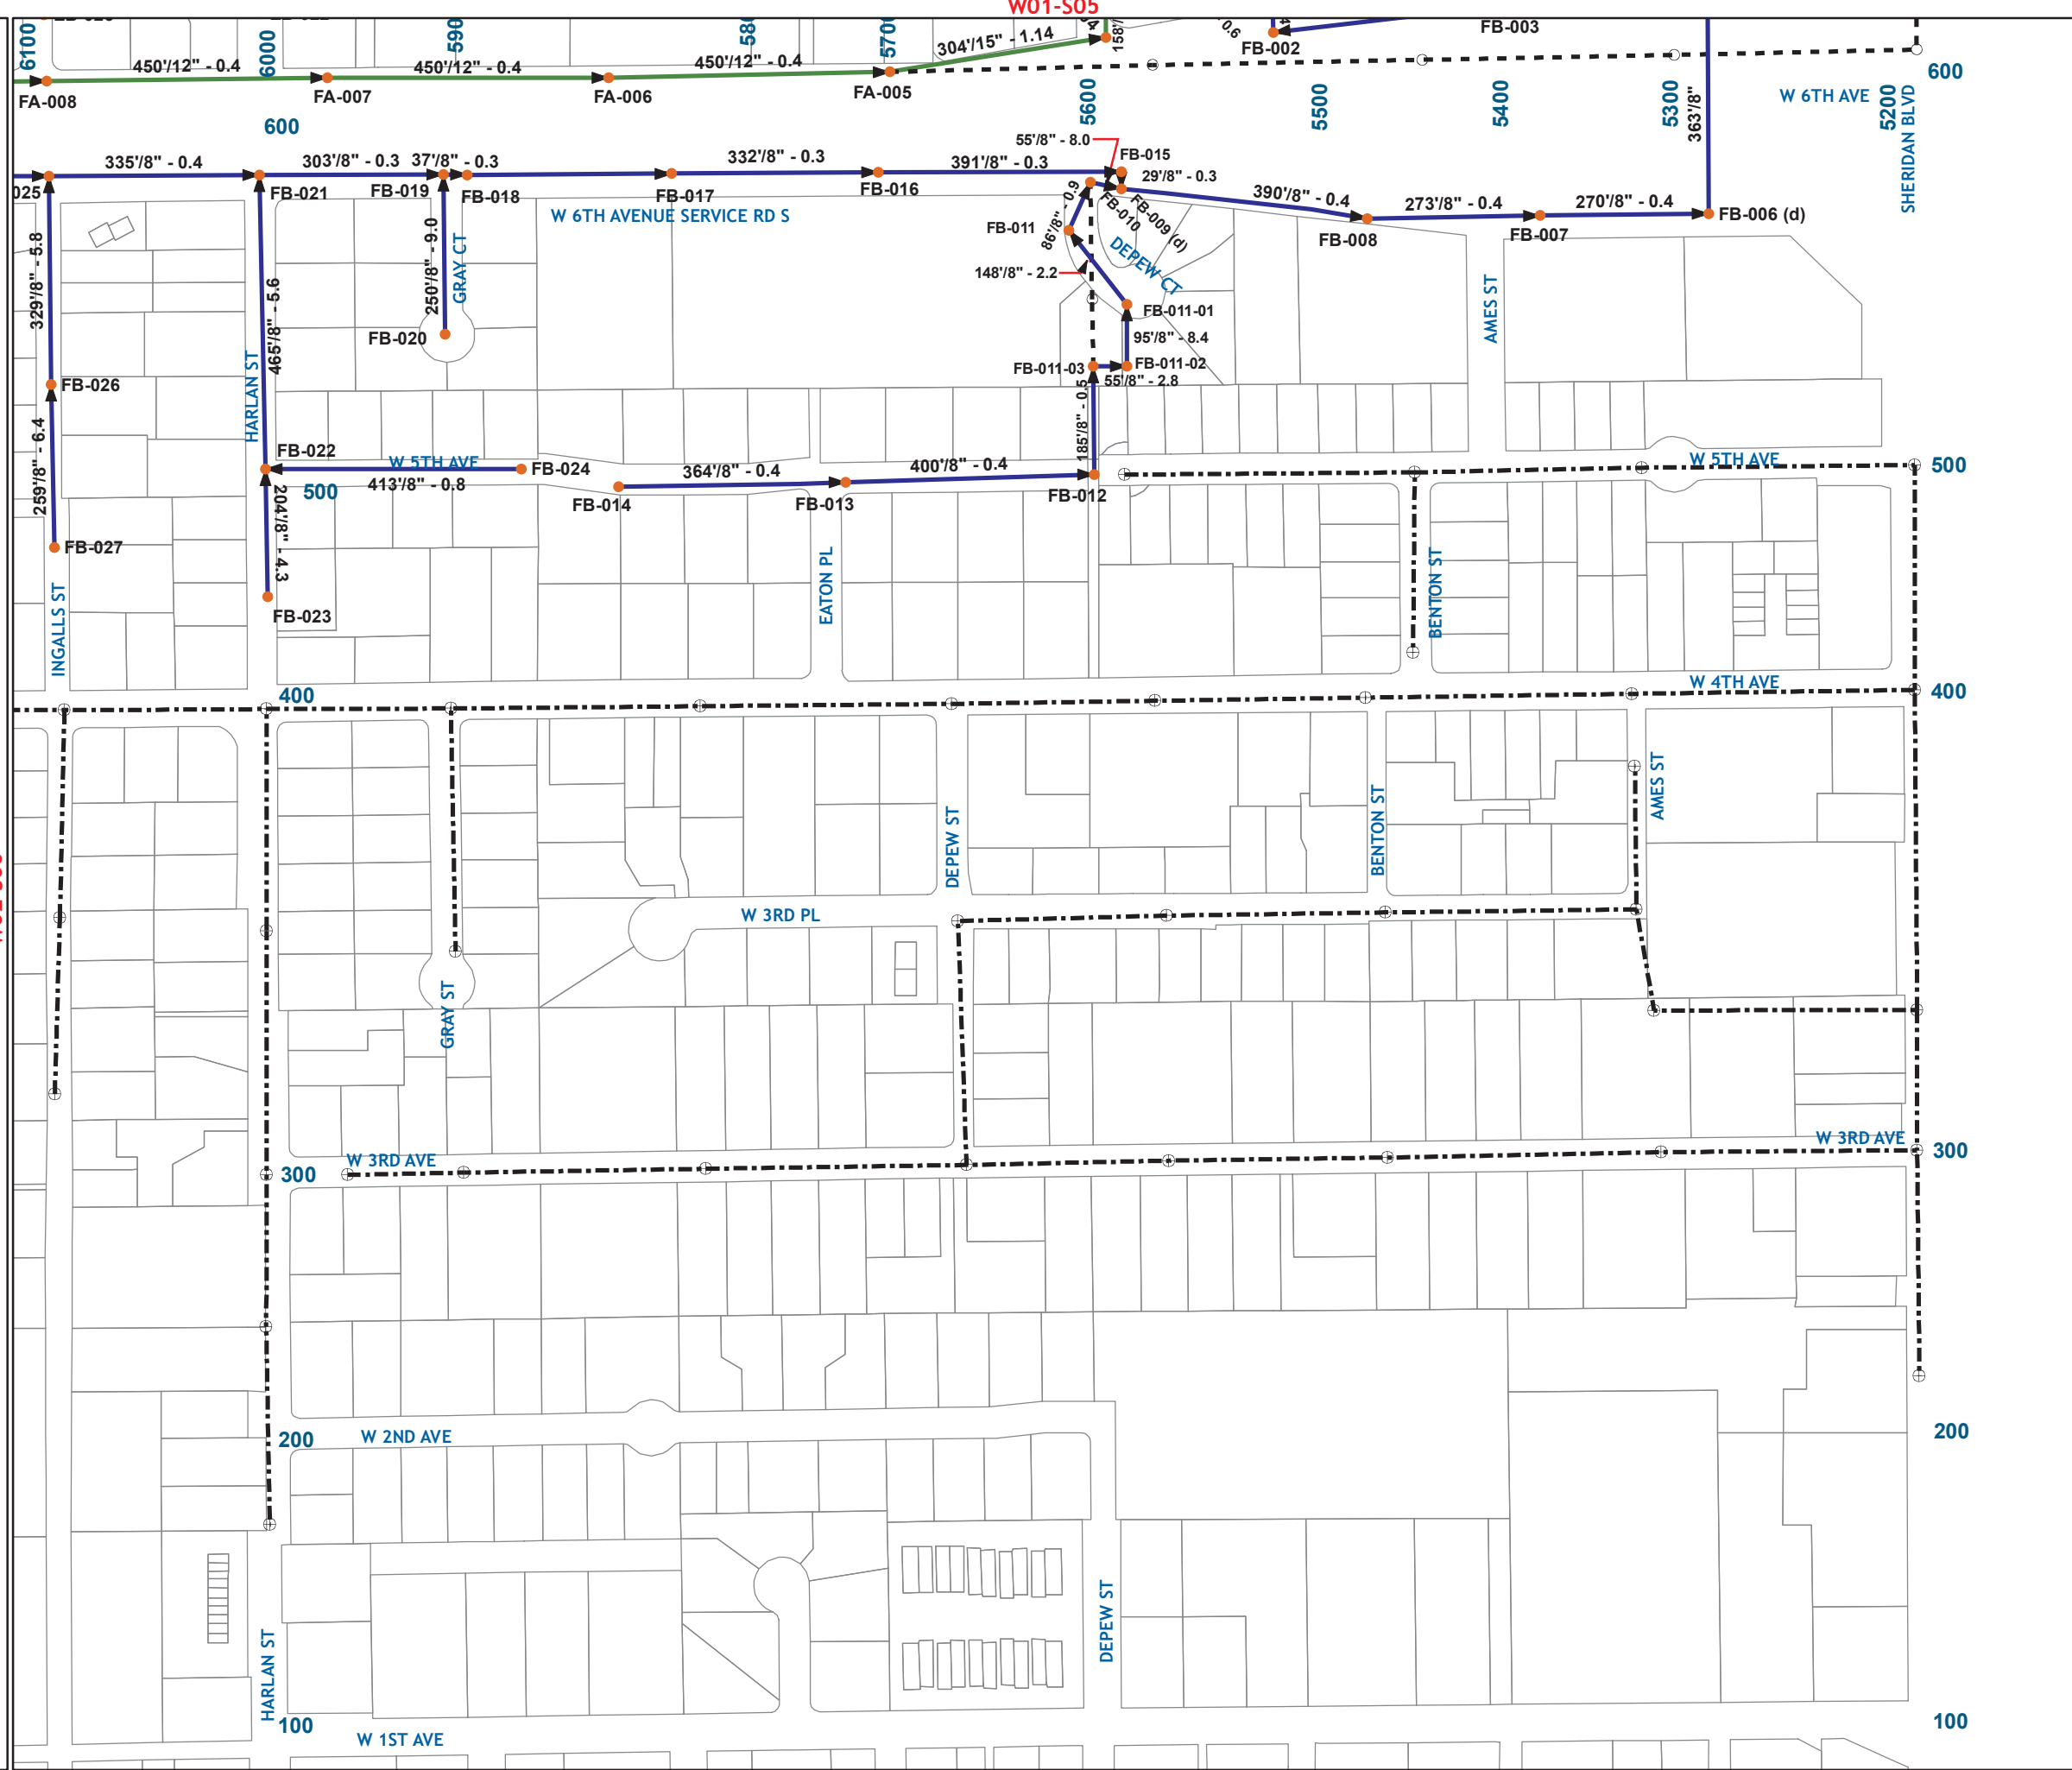 W01-S05
6100
6000
5700
450'/12" - 0.4
450'/12" - 0.4
450'/12" - 0.4
304'/15" - 1.14
158'/
0.6
FB-002
FB-003
FA-008
FA-007
FA-006
FA-005
600
600
5600
5500
5400
5300
5200
363'/8"
W 6TH AVE
SHERIDAN BLVD
335'/8" - 0.4
303'/8" - 0.3
37'/8" - 0.3
332'/8" - 0.3
391'/8" - 0.3
55'/8" - 8.0
FB-015
29'/8" - 0.3
025
FB-021
FB-019
FB-018
FB-017
FB-016
W 6TH AVENUE SERVICE RD S
86'/8" - 0.9
FB-010
FB-009 (d)
390'/8" - 0.4
273'/8" - 0.4
270'/8" - 0.4
FB-006 (d)
FB-011
FB-008
FB-007
DEPEW CT
148'/8" - 2.2
329'/8" - 5.8
465'/8" - 5.6
250'/8" - 9.0
GRAY CT
FB-020
FB-011-01
95'/8" - 8.4
AMES ST
HARLAN ST
FB-011-03
FB-011-02
55'/8" - 2.8
185'/8" - 0.5
FB-026
259'/8" - 6.4
FB-022
W 5TH AVE
FB-024
413'/8" - 0.8
500
364'/8" - 0.4
400'/8" - 0.4
FB-014
FB-013
FB-012
W 5TH AVE
500
204'/8" - 4.3
FB-027
FB-023
INGALLS ST
EATON PL
BENTON ST
400
W 4TH AVE
400
DEPEW ST
BENTON ST
AMES ST
W 3RD PL
GRAY ST
W 3RD AVE
300
W 3RD AVE
300
200
W 2ND AVE
200
HARLAN ST
DEPEW ST
100
W 1ST AVE
100